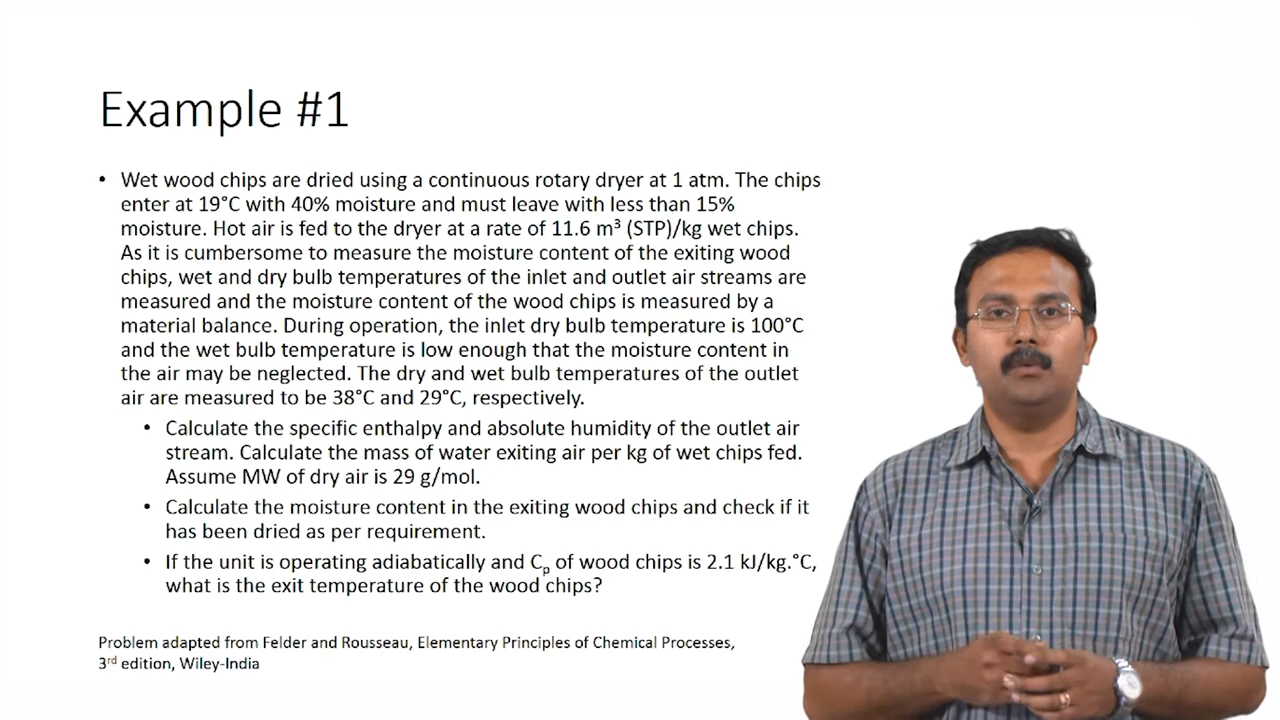 Example #1
• Wet wood chips are dried using a continuous rotary dryer at 1 atm. The chips
enter at 19°C with 40% moisture and must leave with less than 15%
moisture. Hot air is fed to the dryer at a rate of 11.6 m³ (STP)/kg wet chips.
As it is cumbersome to measure the moisture content of the exiting wood
chips, wet and dry bulb temperatures of the inlet and outlet air streams are
measured and the moisture content of the wood chips is measured by a
material balance. During operation, the inlet dry bulb temperature is 100°C
and the wet bulb temperature is low enough that the moisture content in
the air may be neglected. The dry and wet bulb temperatures of the outlet
air are measured to be 38°C and 29°C, respectively.
• Calculate the specific enthalpy and absolute humidity of the outlet air
stream. Calculate the mass of water exiting air per kg of wet chips fed.
Assume MW of dry air is 29 g/mol.
• Calculate the moisture content in the exiting wood chips and check if it
has been dried as per requirement.
• If the unit is operating adiabatically and Cp of wood chips is 2.1 kJ/kg.°C,
what is the exit temperature of the wood chips?
Problem adapted from Felder and Rousseau, Elementary Principles of Chemical Processes,
3rd edition, Wiley-India